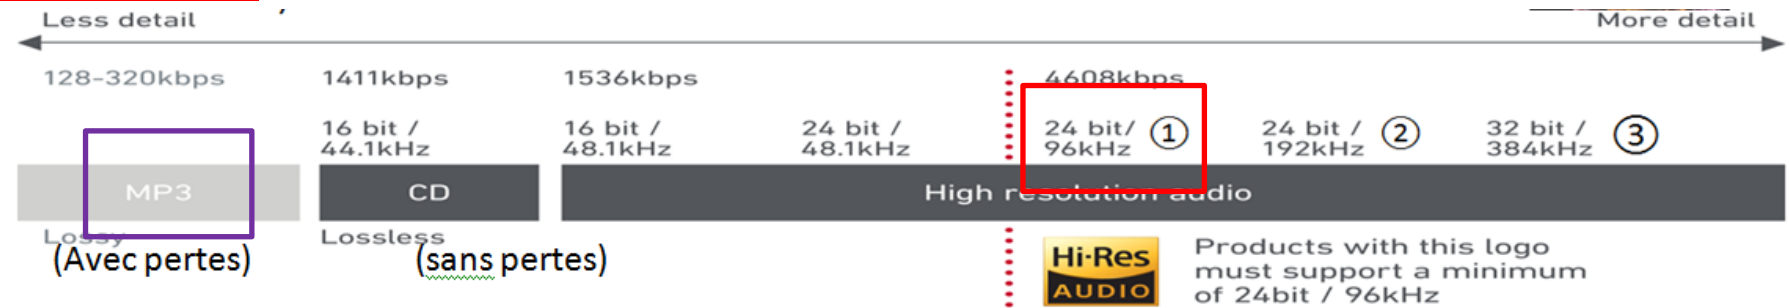 Less detail
More detail
128-320kbps
1411kbps
1536kbps
4608kbps
16 bit /
44.1kHz
16 bit /
48.1kHz
24 bit /
48.1kHz
24 bit/
96kHz
①
24 bit /
192kHz
②
32 bit /
384kHz
③
MP3
CD
High resolution audio
Lossy
(Avec pertes)
Lossless
(sans pertes)
Hi-Res
AUDIO
Products with this logo
must support a minimum
of 24bit / 96kHz